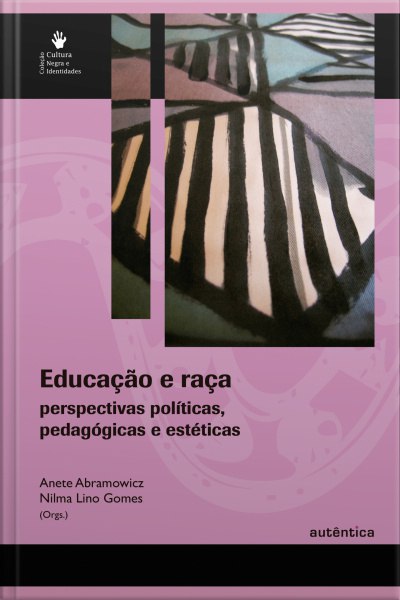 Coleção
Cultura
Negra e
Identidades
Educação e raça
perspectivas políticas,
pedagógicas e estéticas
Anete Abramowicz
Nilma Lino Gomes
(Orgs.)
autêntica